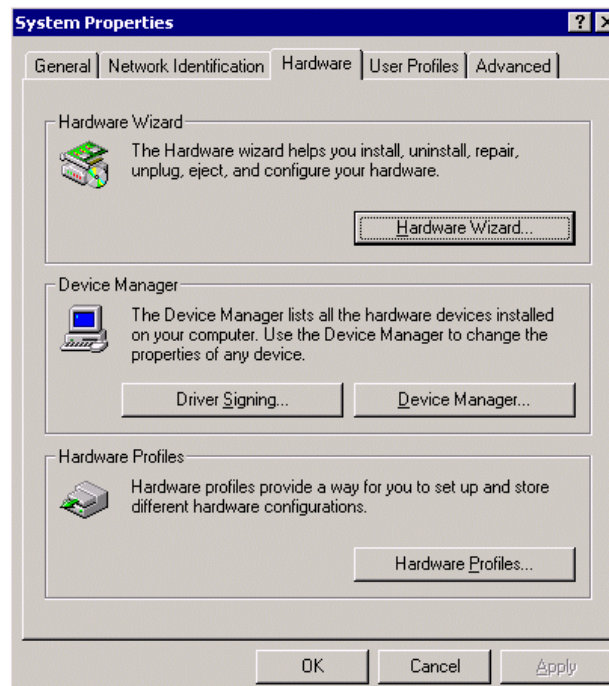 System Properties
General Network Identification Hardware User Profiles Advanced
Hardware Wizard
The Hardware wizard helps you install, uninstall, repair,
unplug, eject, and configure your hardware.
Hardware Wizard...
Device Manager
The Device Manager lists all the hardware devices installed
on your computer. Use the Device Manager to change the
properties of any device.
Driver Signing... Device Manager...
Hardware Profiles
Hardware profiles provide a way for you to set up and store
different hardware configurations.
Hardware Profiles...
OK Cancel Apply